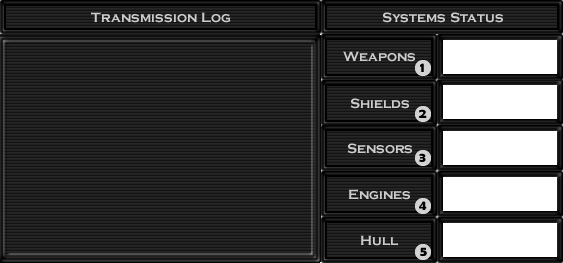 Transmission Log
Systems Status
Weapons 1
Shields 2
Sensors 3
Engines 4
Hull 5